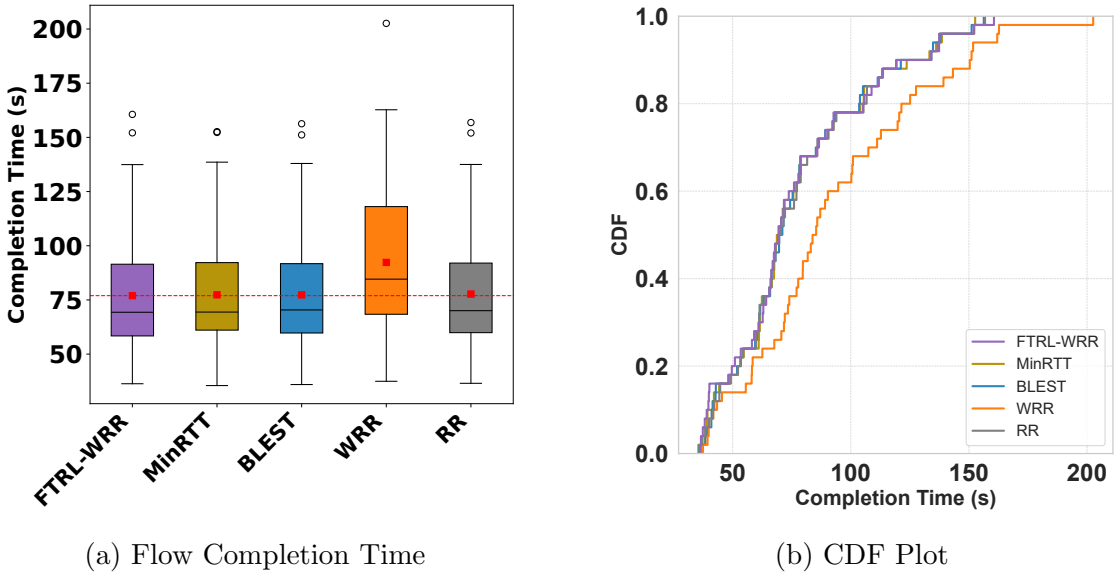 Completion Time (s)
200
175
150
125
100
75
50
FTRL-WRR
MinRTT
BLEST
WRR
RR
(a) Flow Completion Time
CDF
1.0
0.8
0.6
0.4
0.2
0.0
50
100
150
200
Completion Time (s)
FTRL-WRR
MinRTT
BLEST
WRR
RR
(b) CDF Plot